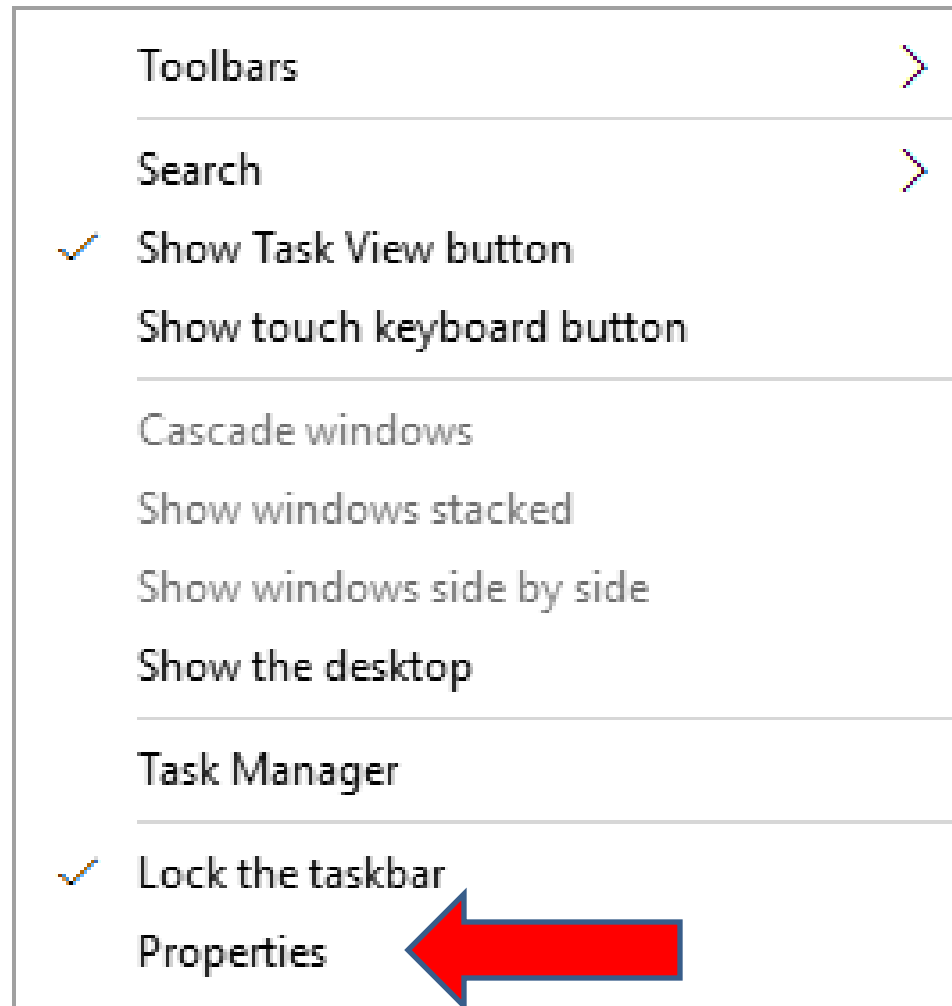 Toolbars
Search
Show Task View button
Show touch keyboard button
Cascade windows
Show windows stacked
Show windows side by side
Show the desktop
Task Manager
Lock the taskbar
Properties